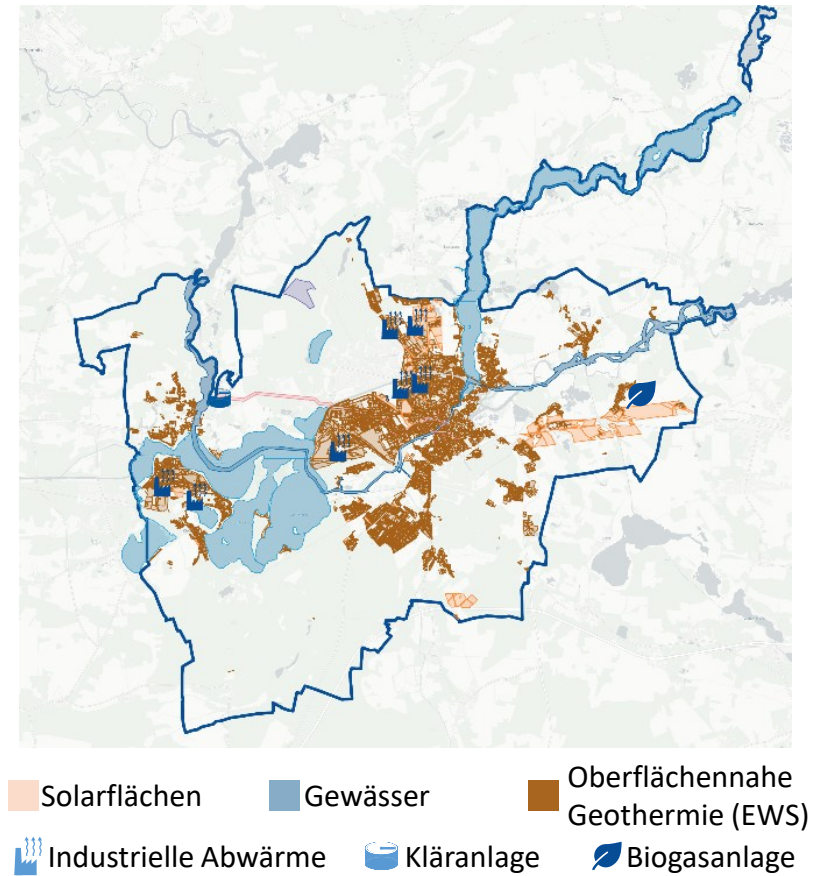 Solarflächen
Gewässer
Oberflächennahe
Geothermie (EWS)
Industrielle Abwärme
Kläranlage
Biogasanlage